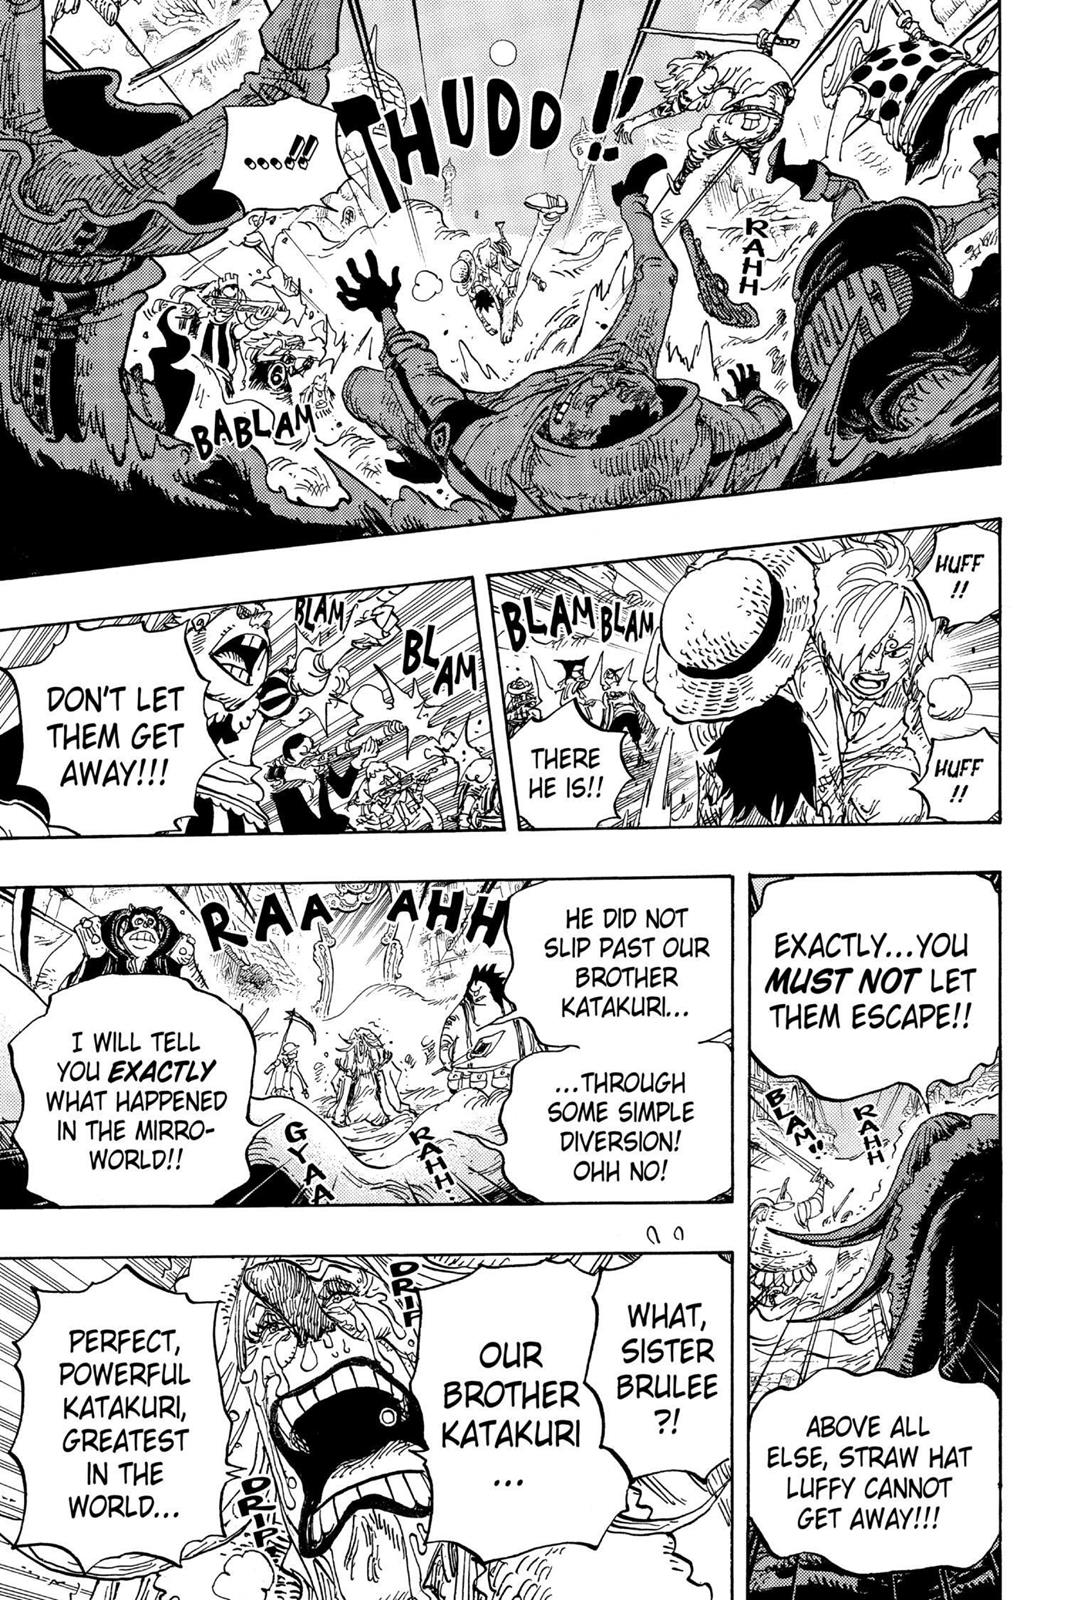 THUDD!!
...!!
RAHH
CHOCO
BABLAM
HUFF
!!
BLAM BLAM
THERE
HE IS!!
HUFF
!!
BLAM
BLAM
DON'T LET
THEM GET
AWAY!!!
EXACTLY...YOU
MUST NOT LET
THEM ESCAPE!!
BLAM!!
RAHH
ABOVE ALL
ELSE, STRAW HAT
LUFFY CANNOT
GET AWAY!!!
HE DID NOT
SLIP PAST OUR
BROTHER
KATAKURI...
...THROUGH
SOME SIMPLE
DIVERSION!
OHH NO!
RAA AHH
I WILL TELL
YOU EXACTLY
WHAT HAPPENED
IN THE MIRRO-
WORLD!!
GYAA
RAHH!
WHAT,
SISTER
BRULEE
?!
OUR
BROTHER
KATAKURI
...
DRIP
DRIP
PERFECT,
POWERFUL
KATAKURI,
GREATEST
IN THE
WORLD...